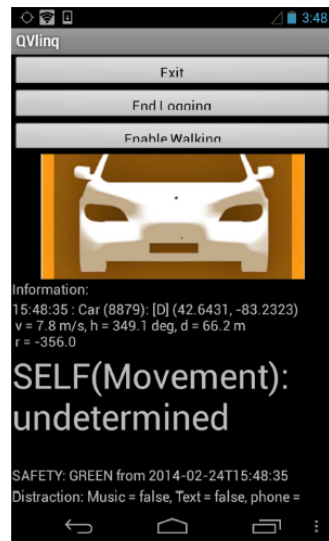 3:48
QVlinq
Exit
End Logging
Enable Walking
Information:
15:48:35 : Car (8879): [D] (42.6431, -83.2323)
v = 7.8 m/s, h = 349.1 deg, d = 66.2 m
r = -356.0
SELF(Movement):
undetermined
SAFETY: GREEN from 2014-02-24T15:48:35
Distraction: Music = false, Text = false, phone =